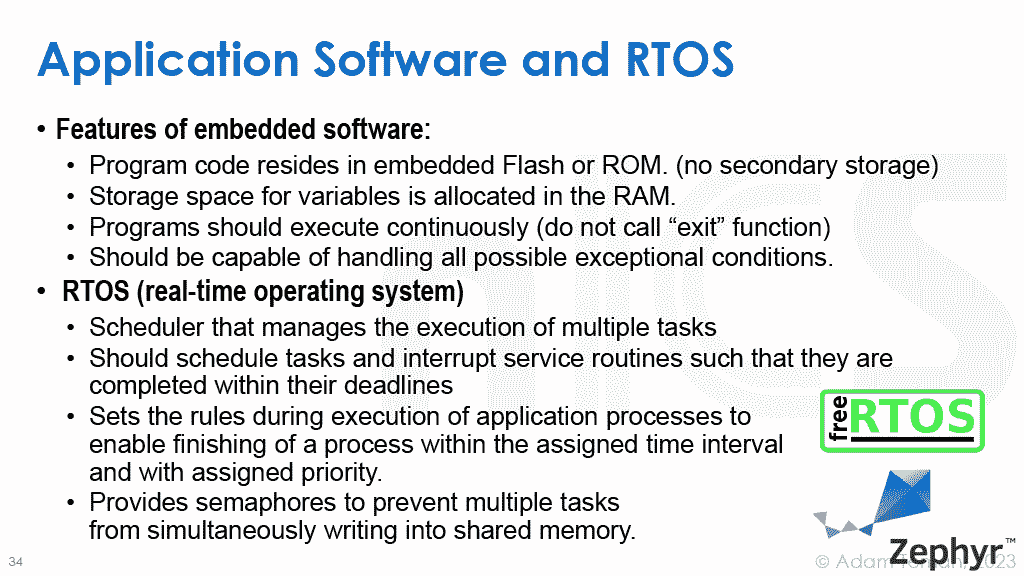 Application Software and RTOS
• Features of embedded software:
• Program code resides in embedded Flash or ROM. (no secondary storage)
• Storage space for variables is allocated in the RAM.
• Programs should execute continuously (do not call “exit” function)
• Should be capable of handling all possible exceptional conditions.
• RTOS (real-time operating system)
• Scheduler that manages the execution of multiple tasks
• Should schedule tasks and interrupt service routines such that they are
completed within their deadlines
• Sets the rules during execution of application processes to
enable finishing of a process within the assigned time interval
and with assigned priority.
• Provides semaphores to prevent multiple tasks
from simultaneously writing into shared memory.
free RTOS
Zephyr™
34
© Adam 2023